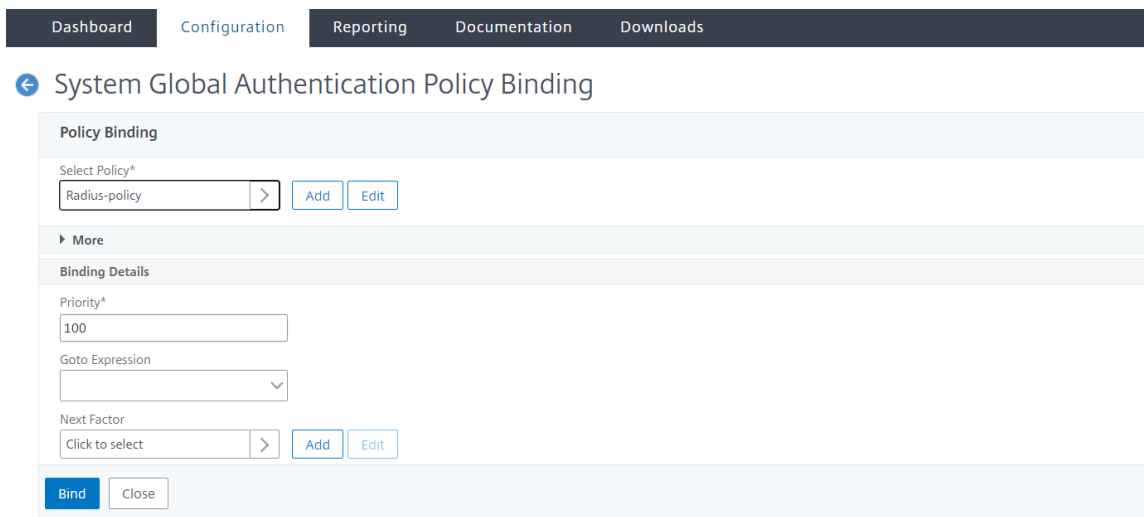 Dashboard Configuration Reporting Documentation Downloads
System Global Authentication Policy Binding
Policy Binding
Select Policy*
Radius-policy Add Edit
More
Binding Details
Priority*
100
Goto Expression
Next Factor
Click to select Add Edit
Bind Close